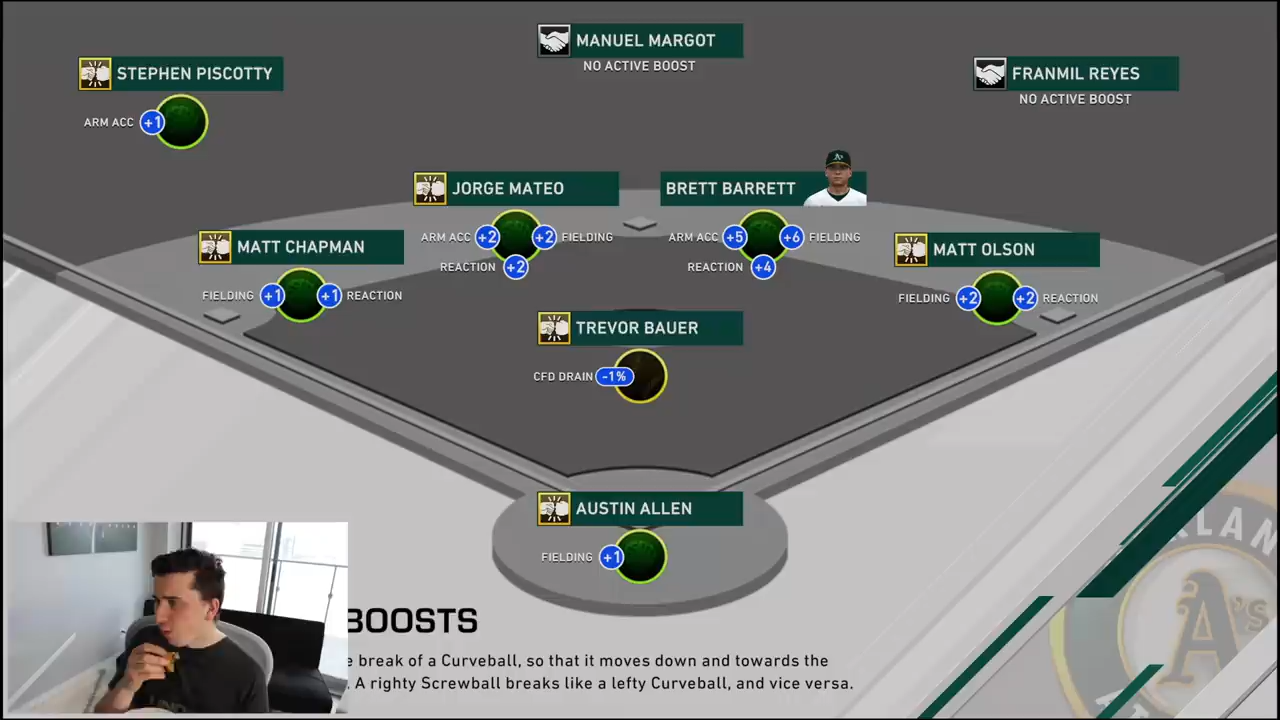 MANUEL MARGOT
NO ACTIVE BOOST
STEPHEN PISCOTTY
ARM ACC +1
FRANMIL REYES
NO ACTIVE BOOST
JORGE MATEO
ARM ACC +2 +2 FIELDING
REACTION +2
BRETT BARRETT
ARM ACC +5 +6 FIELDING
REACTION +4
MATT CHAPMAN
FIELDING +1 +1 REACTION
MATT OLSON
FIELDING +2 +2 REACTION
TREVOR BAUER
CFD DRAIN -1%
AUSTIN ALLEN
FIELDING +1
BOOSTS
break of a Curveball, so that it moves down and towards the
. A righty Screwball breaks like a lefty Curveball, and vice versa.
A's